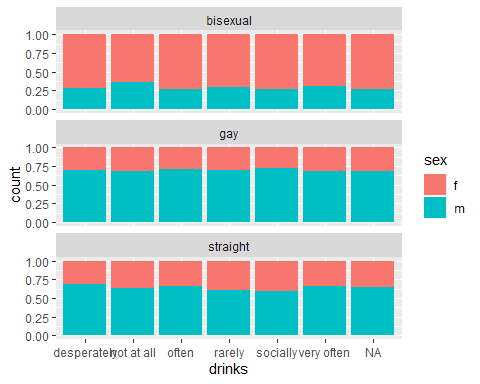 bisexual
1.00
0.75
0.50
0.25
0.00
gay
1.00
0.75
0.50
0.25
0.00
straight
1.00
0.75
0.50
0.25
0.00
count
desperately not at all often rarely socially very often NA
drinks
sex
f
m